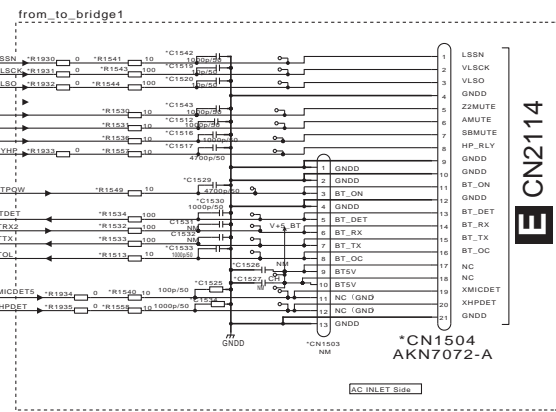 from_to_bridge1
*C1542
LSSN *R1930 0 *R1541 10 1000p/50 1 LSSN
*C1519
LSCK *R1931 0 *R1543 100 10p/50 2 VLSCK
*C1520
LSO *R1932 0 *R1544 100 10p/50 3 VLSO
4 GNDD
*C1543
*R1530 10 1000p/50 5 Z2MUTE
*C1512
*R1531 10 1000p/50 6 AMUTE
*C1516
*R1536 10 1000p/50 7 SBMUTE
*C1517
YHP *R1933 0 *R1557 10 4700p/50 8 HP_RLY
9 GNDD
1 GNDD 10 GNDD
*C1529 2 GNDD 11 BT_ON
TPOW *R1549 10 4700p/50 3 BT_ON 12 GNDD
*C1530 4 GNDD 13 BT_DET
TDET *R1534 100 1000p/50 5 BT_DET 14 BT_RX
TRX2 *R1532 100 C1531 NM V+5_BT 6 BT_RX 15 BT_TX
TTX *R1533 100 C1532 NM 7 BT_TX 16 BT_OC
TOL *R1513 10 *C1533 1000p/50 8 BT_OC 17 NC
*C1526 NM 9 BT5V 18 NC
*C1527 CH NM 10 BT5V 19 XMICDET
MICDET5 *R1934 0 *R1540 10 100p/50 *C1525 11 NC (GND) 20 XHPDET
HPDET *R1935 0 *R1558 10 1000p/50 *C1534 12 NC (GND) 21 GNDD
13 GNDD
GNDD
*CN1503
NM
*CN1504
AKN7072-A
E CN2114
AC INLET Side